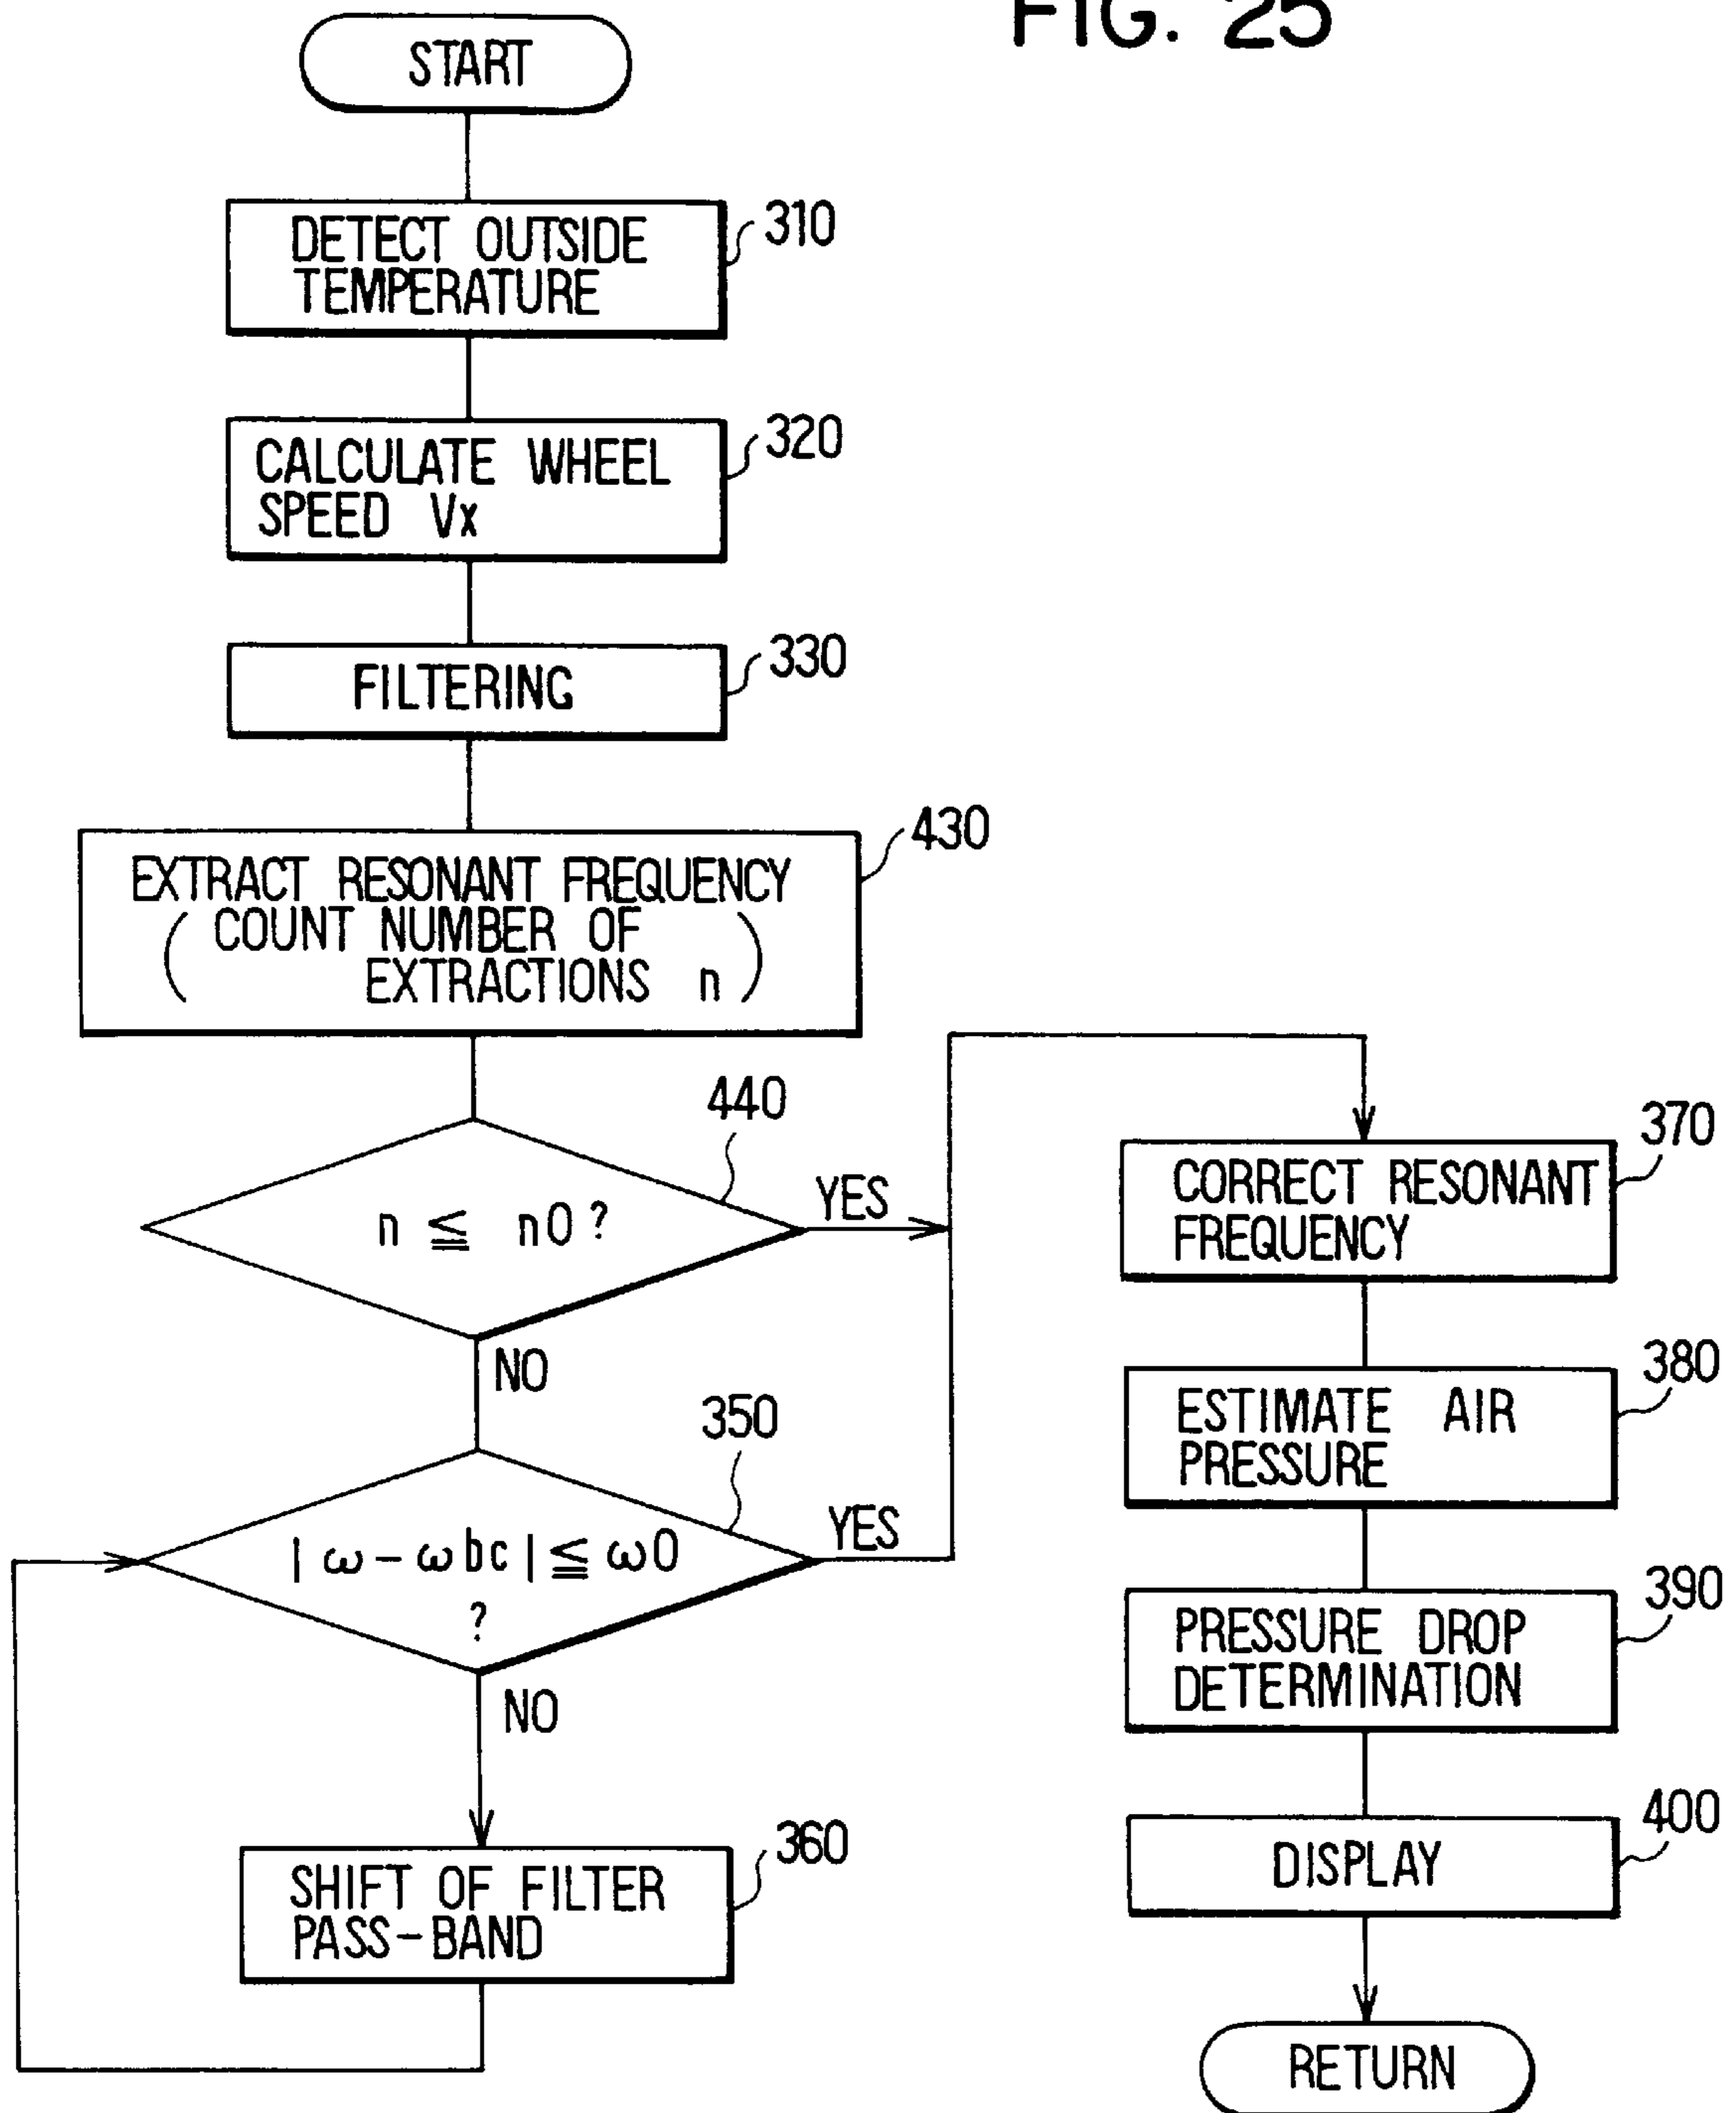 FIG. 25
START
DETECT OUTSIDE
TEMPERATURE
310
CALCULATE WHEEL
SPEED Vx
320
FILTERING
330
EXTRACT RESONANT FREQUENCY
( COUNT NUMBER OF
EXTRACTIONS n )
430
n ≦ n0 ?
440
YES
NO
| ω - ωbc | ≦ ω0
?
350
YES
NO
SHIFT OF FILTER
PASS-BAND
360
CORRECT RESONANT
FREQUENCY
370
ESTIMATE AIR
PRESSURE
380
PRESSURE DROP
DETERMINATION
390
DISPLAY
400
RETURN